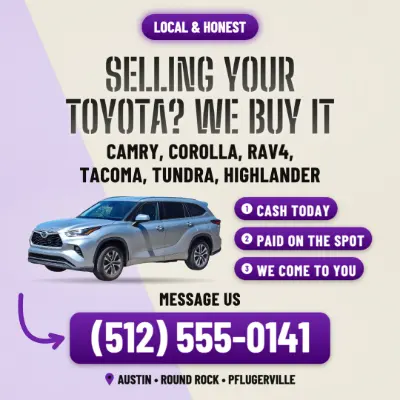 LOCAL & HONEST
SELLING YOUR
TOYOTA? WE BUY IT
CAMRY, COROLLA, RAV4,
TACOMA, TUNDRA, HIGHLANDER
1 CASH TODAY
2 PAID ON THE SPOT
3 WE COME TO YOU
MESSAGE US
(512) 555-0141
AUSTIN • ROUND ROCK • PFLUGERVILLE